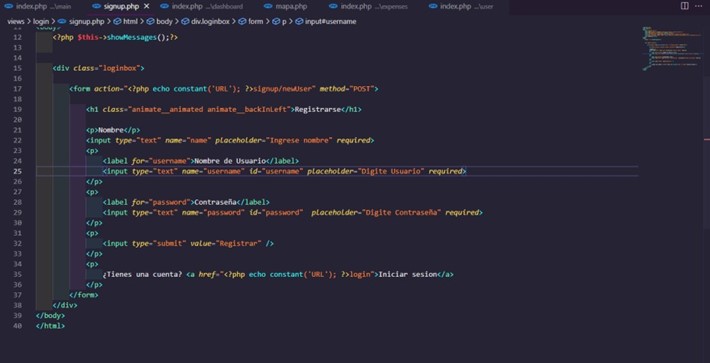 index.php ...\main signup.php × index.php ...\dashboard mapa.php index.php ...\expenses index.php ...\user
views > login > signup.php > html > body > div.loginbox > form > p > input#username
11 <body>
12 <?php $this->showMessages();?>
13
14
15 <div class="loginbox">
16
17 <form action="<?php echo constant('URL'); ?>signup/newUser" method="POST">
18
19 <h1 class="animate__animated animate__backInLeft">Registrarse</h1>
20
21 <p>Nombre</p>
22 <input type="text" name="name" placeholder="Ingrese nombre" required>
23 <p>
24 <label for="username">Nombre de Usuario</label>
25 <input type="text" name="username" id="username" placeholder="Digite Usuario" required>
26 </p>
27 <p>
28 <label for="password">Contraseña</label>
29 <input type="text" name="password" id="password" placeholder="Digite Contraseña" required>
30 </p>
31 <p>
32 <input type="submit" value="Registrar" />
33 </p>
34 <p>
35 ¿Tienes una cuenta? <a href="<?php echo constant('URL'); ?>login">Iniciar sesion</a>
36 </p>
37 </form>
38 </div>
39 </body>
40 </html>